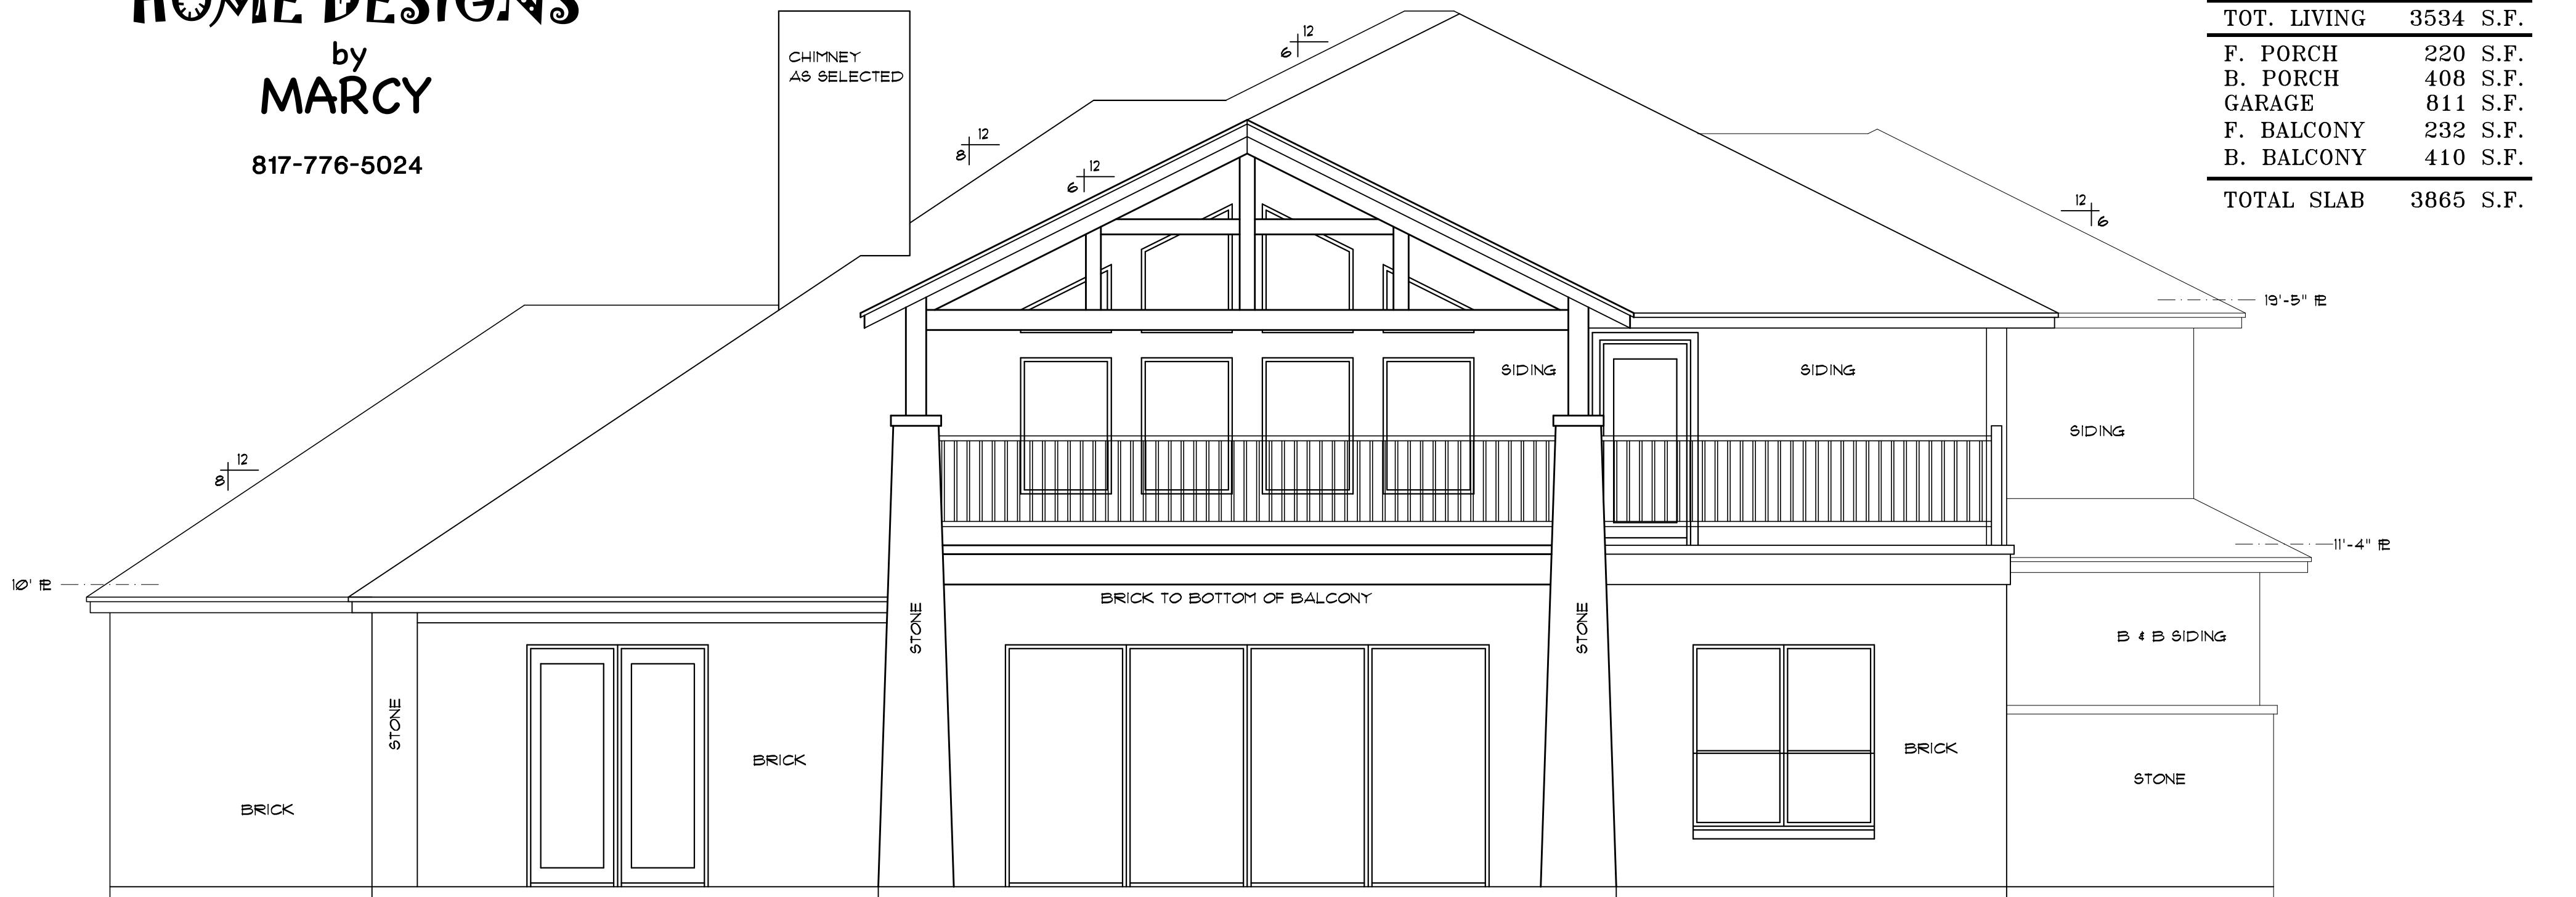 HOME DESIGNS
by
MARCY
817-776-5024
TOT. LIVING 3534 S.F.
F. PORCH 220 S.F.
B. PORCH 408 S.F.
GARAGE 811 S.F.
F. BALCONY 232 S.F.
B. BALCONY 410 S.F.
TOTAL SLAB 3865 S.F.
CHIMNEY
AS SELECTED
12
6
12
8
12
6
12
6
19'-5" PL
SIDING
SIDING
SIDING
12
8
11'-4" PL
10' PL
BRICK TO BOTTOM OF BALCONY
STONE
STONE
B & B SIDING
STONE
BRICK
BRICK
STONE
BRICK